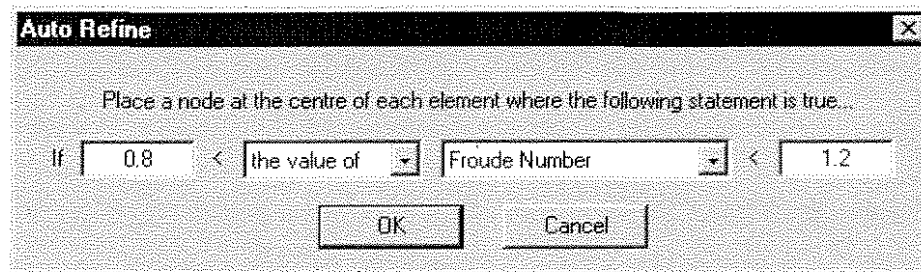 Auto Refine
Place a node at the centre of each element where the following statement is true...
If 0.8 < the value of Froude Number < 1.2
OK Cancel